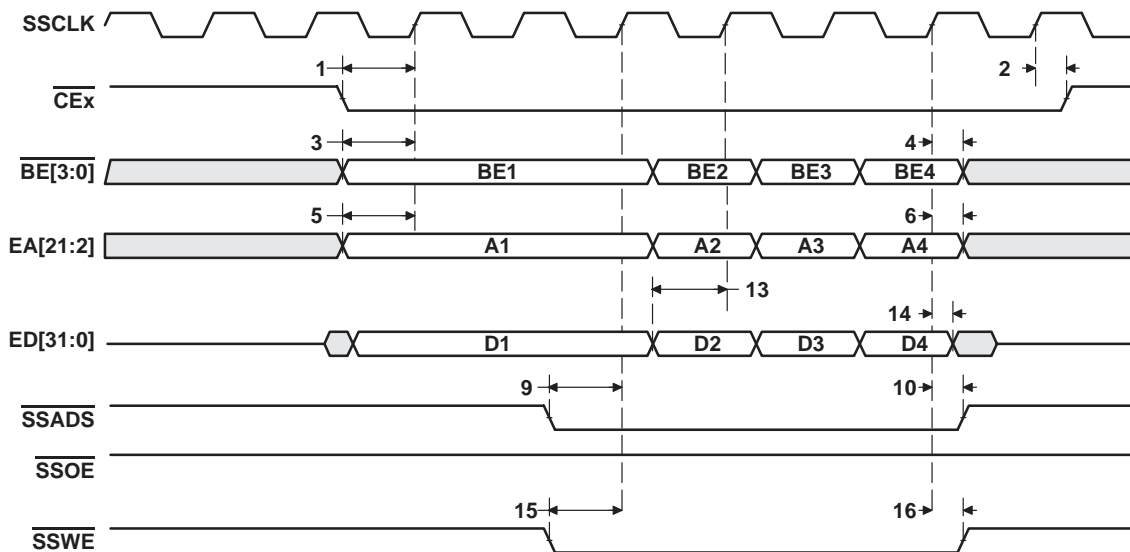 SSCLK
1
2
CEx
3
4
BE[3:0]
BE1
BE2
BE3
BE4
5
6
EA[21:2]
A1
A2
A3
A4
13
14
ED[31:0]
D1
D2
D3
D4
9
10
SSADS
SSOE
15
16
SSWE